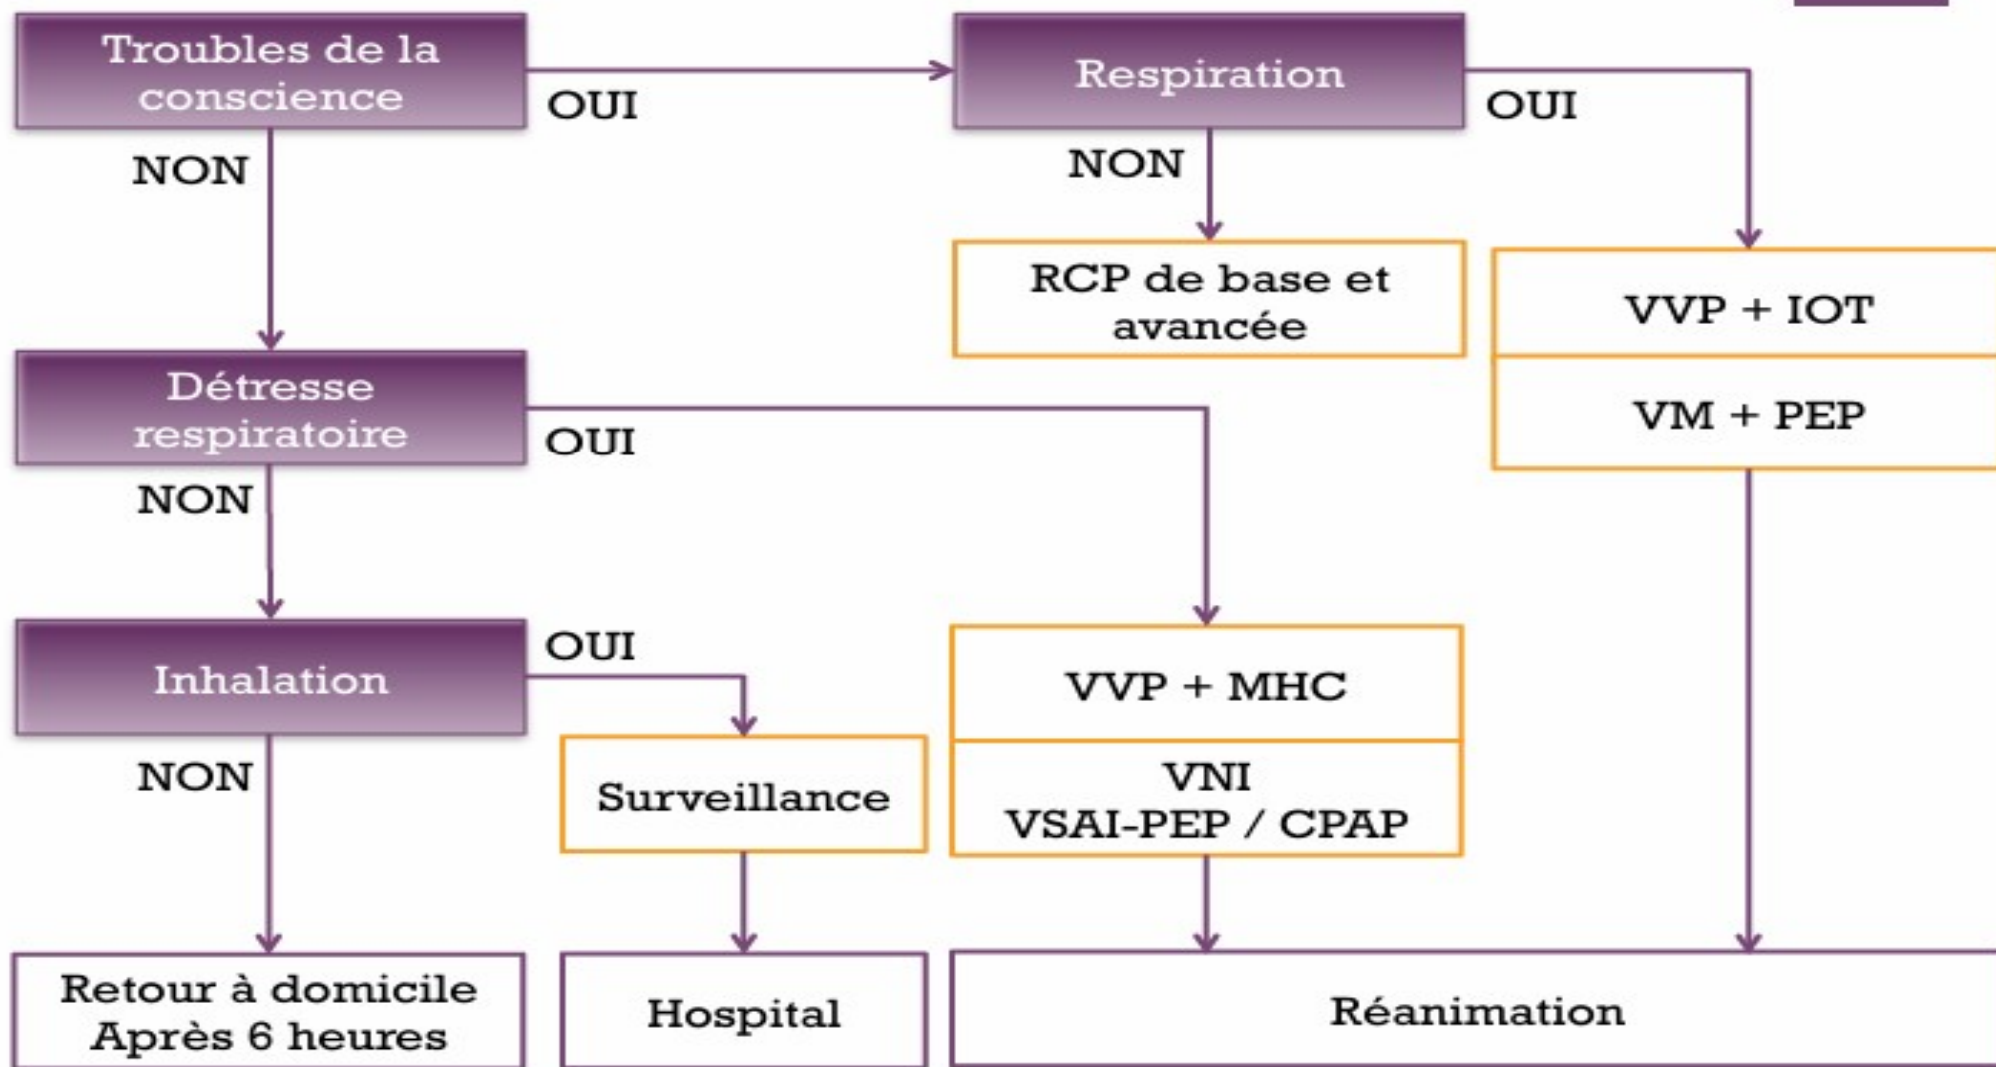 Troubles de la
conscience
OUI
Respiration
OUI
NON
NON
RCP de base et
avancée
VVP + IOT
VM + PEP
Détresse
respiratoire
OUI
NON
Inhalation
OUI
NON
Surveillance
VVP + MHC
VNI
VSAI-PEP / CPAP
Retour à domicile
Après 6 heures
Hospital
Réanimation